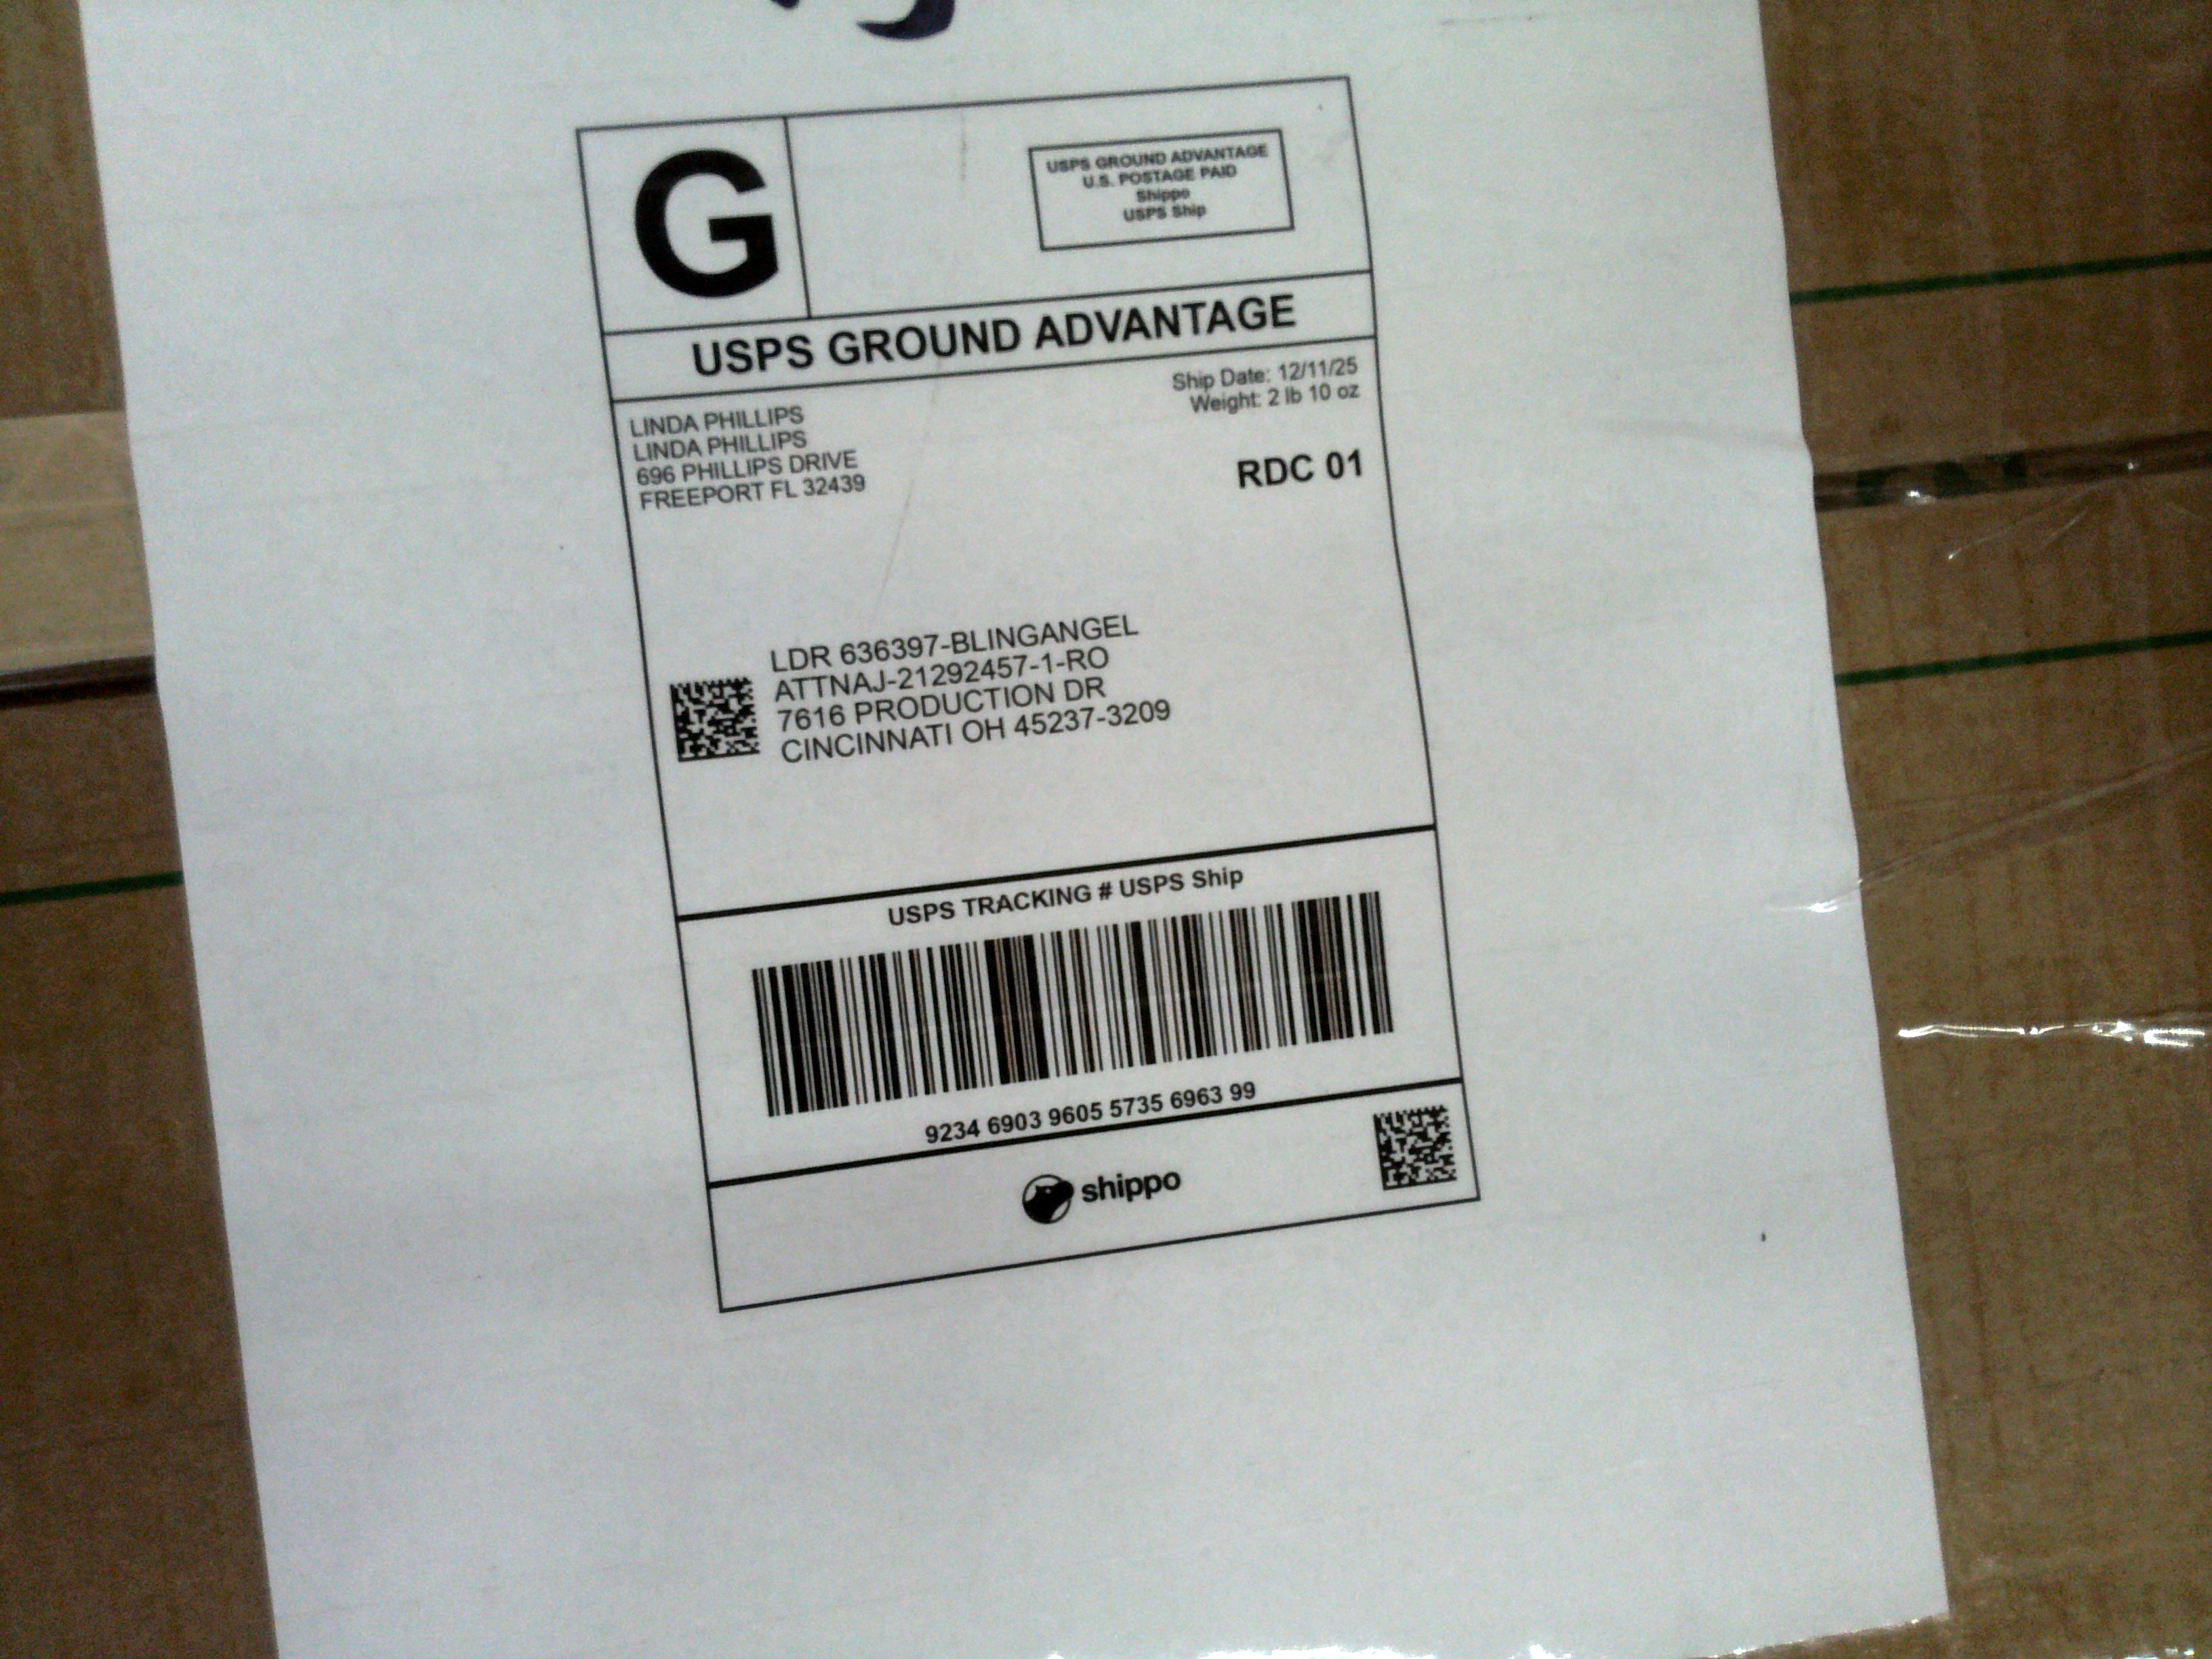 G
USPS GROUND ADVANTAGE
U.S. POSTAGE PAID
Shippo
USPS Ship
USPS GROUND ADVANTAGE
Ship Date: 12/11/25
Weight: 2 lb 10 oz
LINDA PHILLIPS
LINDA PHILLIPS
696 PHILLIPS DRIVE
FREEPORT FL 32439
RDC 01
LDR 636397-BLINGANGEL
ATTNAJ-21292457-1-RO
7616 PRODUCTION DR
CINCINNATI OH 45237-3209
USPS TRACKING # USPS Ship
9234 6903 9605 5735 6963 99
shippo